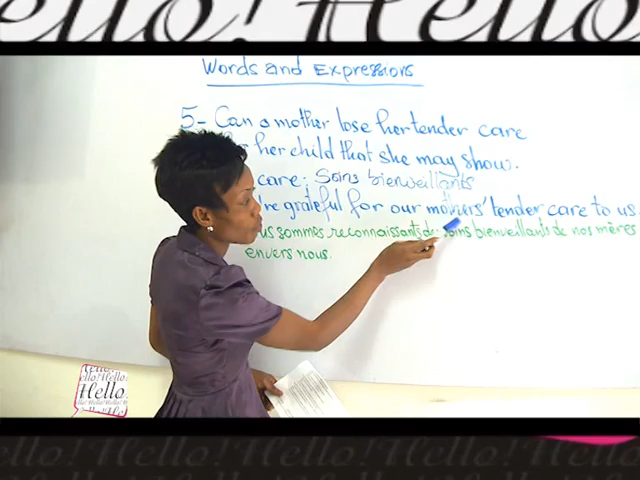 Hello!
Words and Expressions
5- Can a mother lose her tender care
her child that she may show.
care: Soins bienveillants
re grateful for our mothers' tender care to us.
us sommes reconnaissants de soins bienveillants de nos mères
envers nous.
Hello!
Hello! Hello! Hello! Hello!